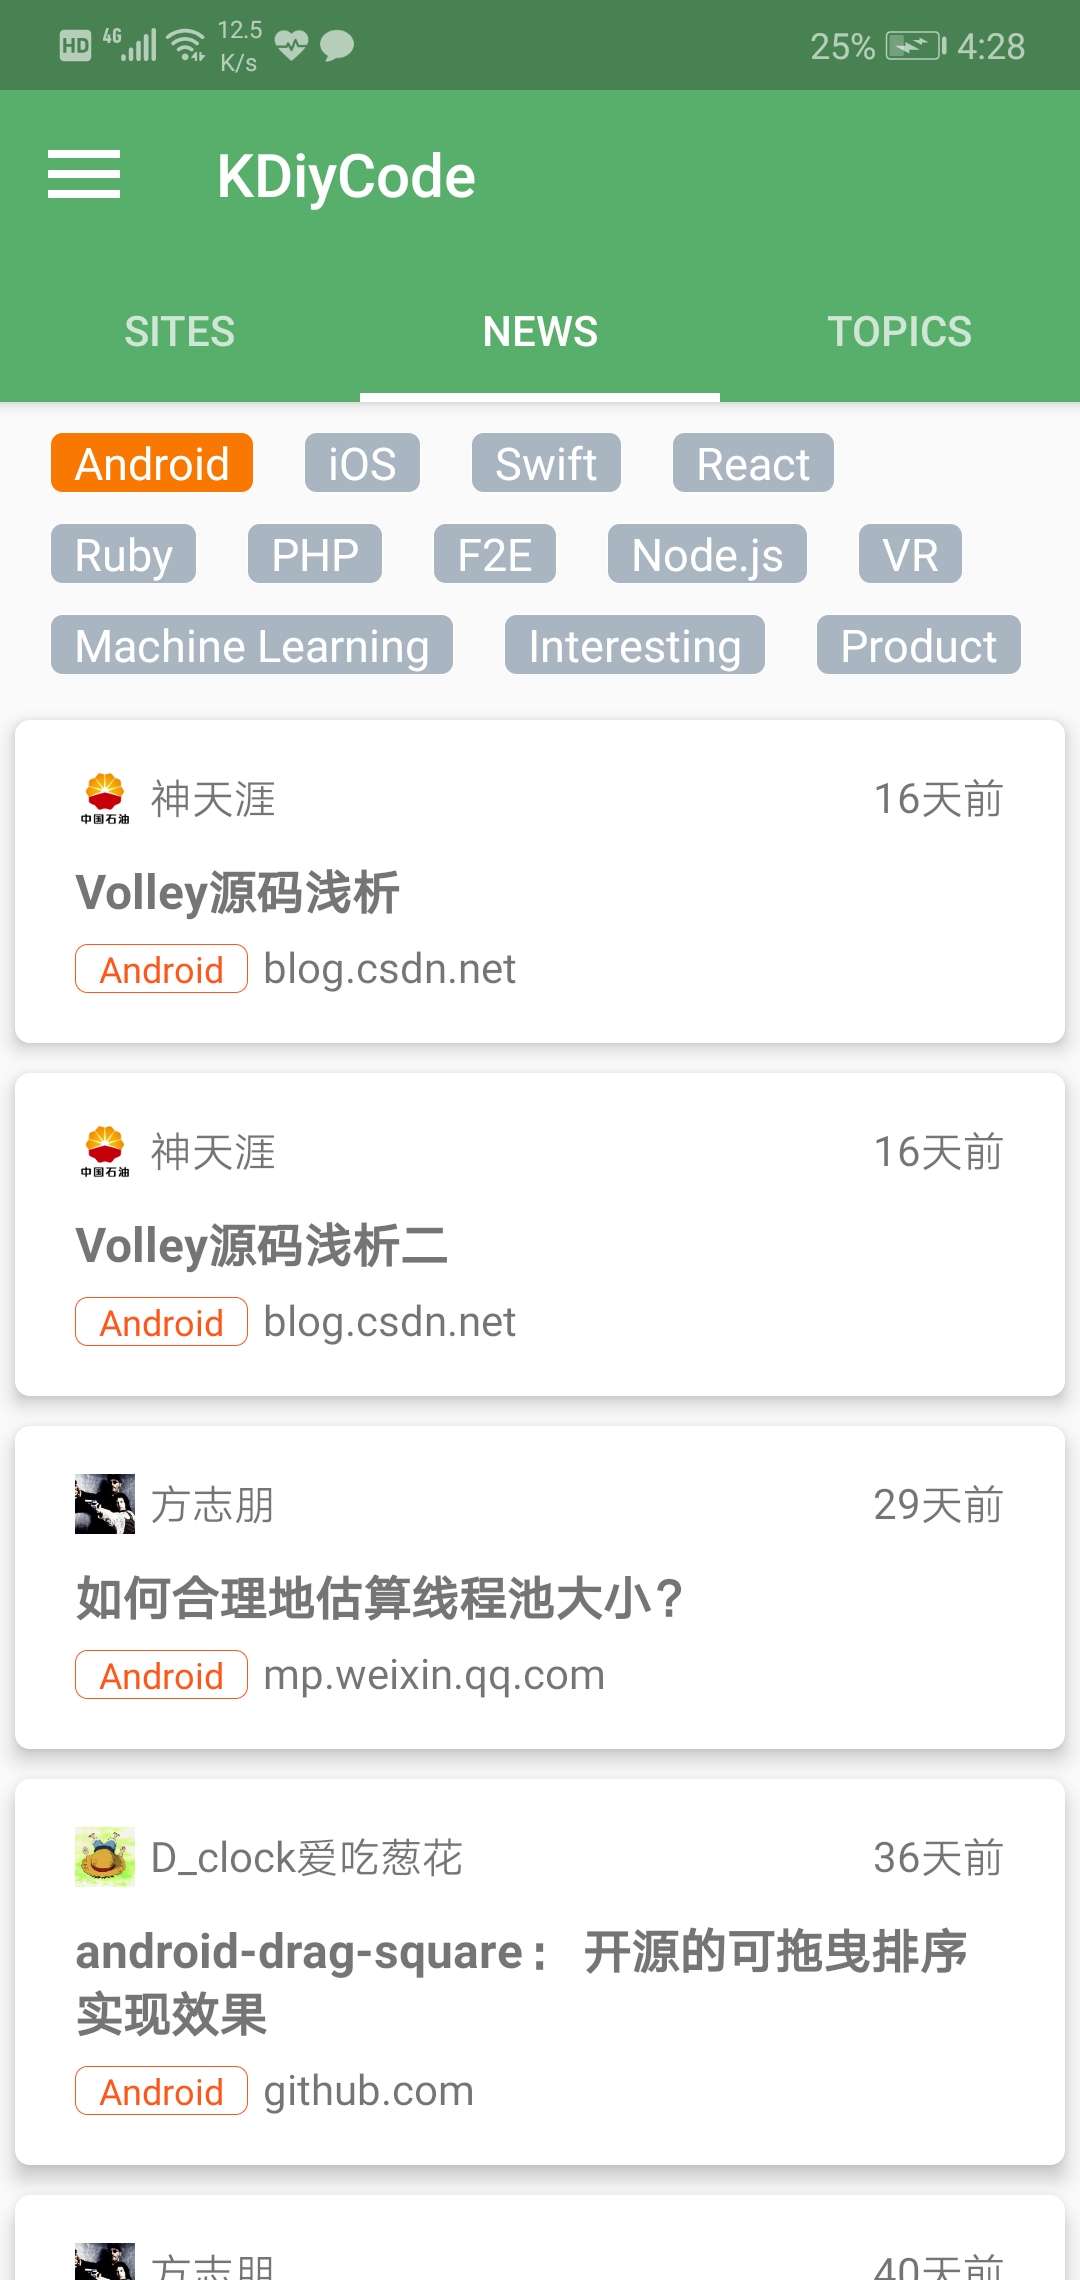 HD 4G 12.5 K/s 25% 4:28
KDiyCode
SITES NEWS TOPICS
Android iOS Swift React
Ruby PHP F2E Node.js VR
Machine Learning Interesting Product
中国石油 神天涯 16天前
Volley源码浅析
Android blog.csdn.net
中国石油 神天涯 16天前
Volley源码浅析二
Android blog.csdn.net
方志朋 29天前
如何合理地估算线程池大小？
Android mp.weixin.qq.com
D_clock爱吃葱花 36天前
android-drag-square： 开源的可拖曳排序
实现效果
Android github.com
方志朋 40天前